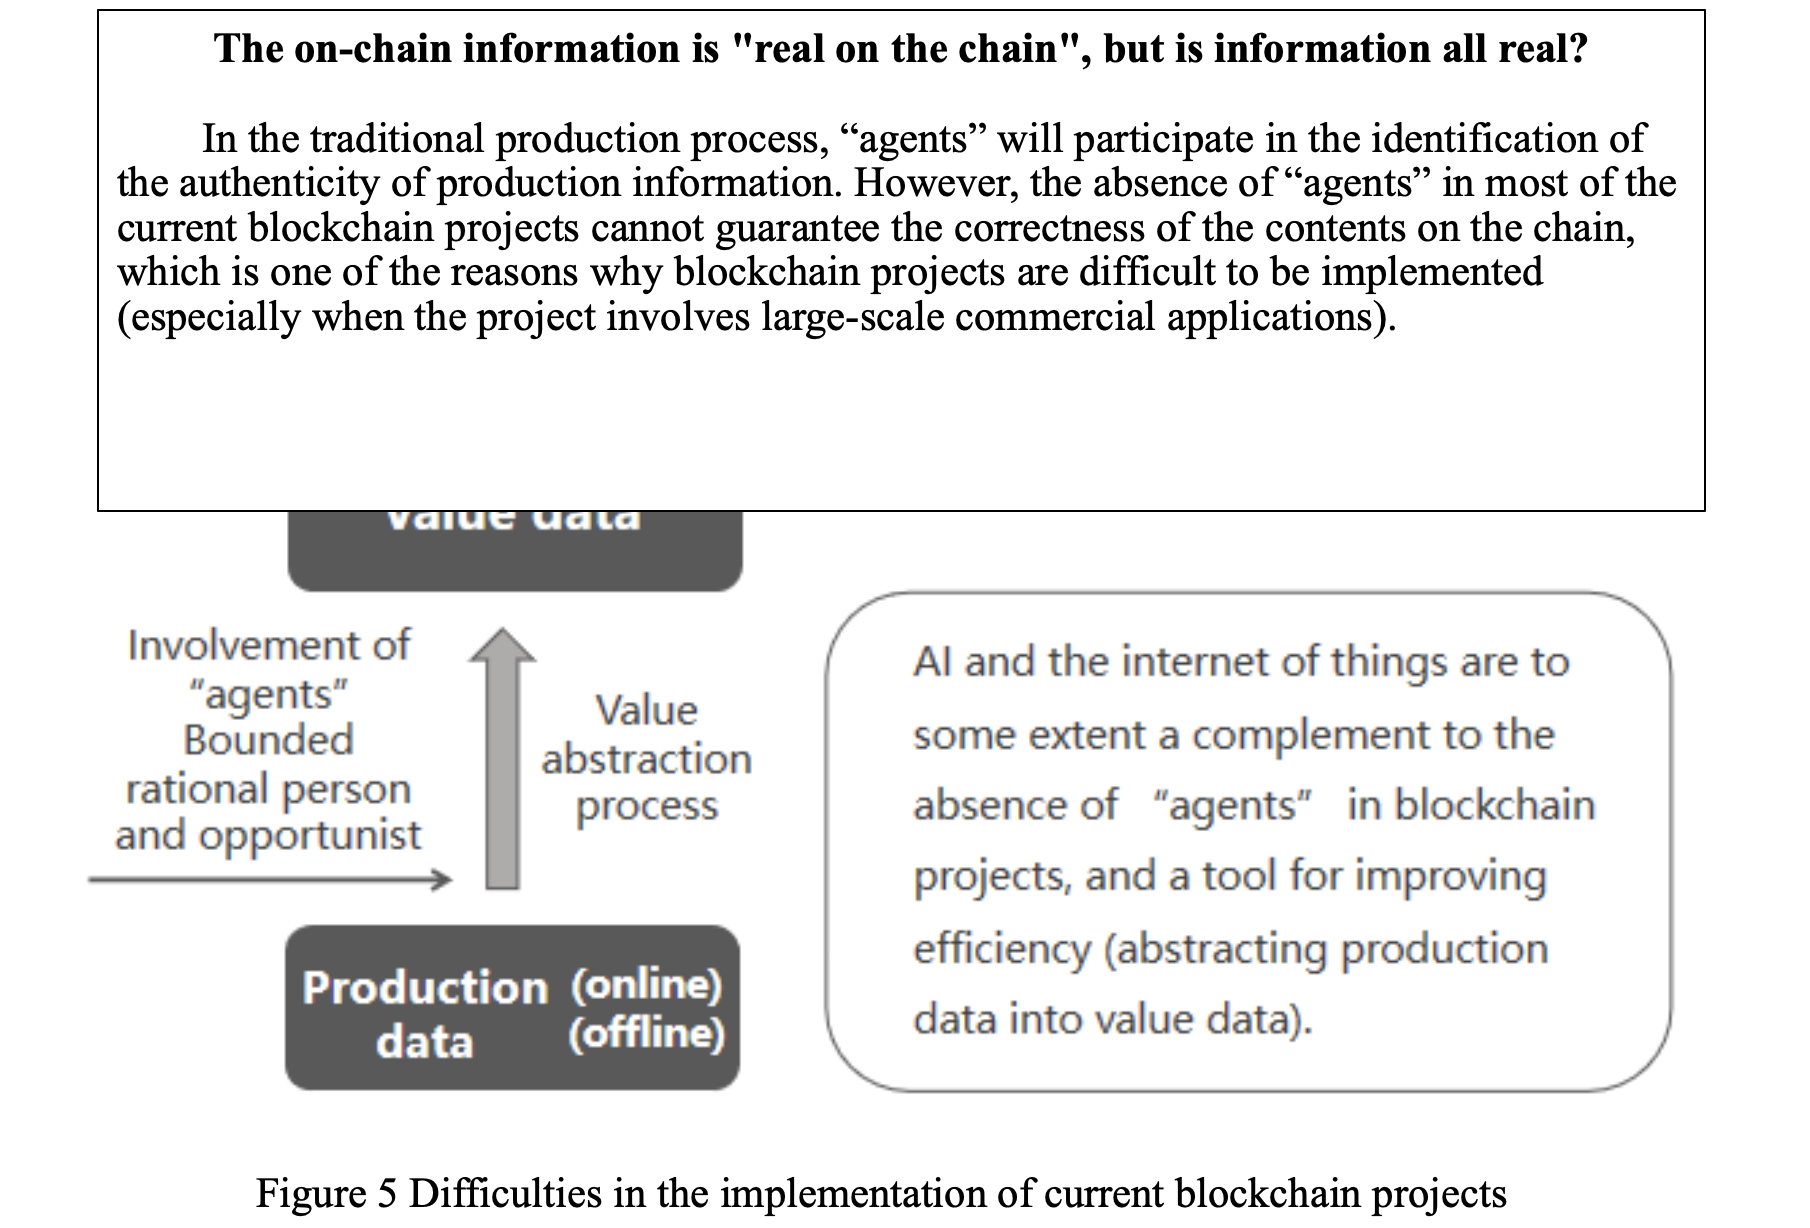 The on-chain information is "real on the chain", but is information all real?
In the traditional production process, “agents” will participate in the identification of
the authenticity of production information. However, the absence of “agents” in most of the
current blockchain projects cannot guarantee the correctness of the contents on the chain,
which is one of the reasons why blockchain projects are difficult to be implemented
(especially when the project involves large-scale commercial applications).
Value data
Involvement of
“agents”
Bounded
rational person
and opportunist
Value
abstraction
process
Production (online)
data (offline)
AI and the internet of things are to
some extent a complement to the
absence of “agents” in blockchain
projects, and a tool for improving
efficiency (abstracting production
data into value data).
Figure 5 Difficulties in the implementation of current blockchain projects